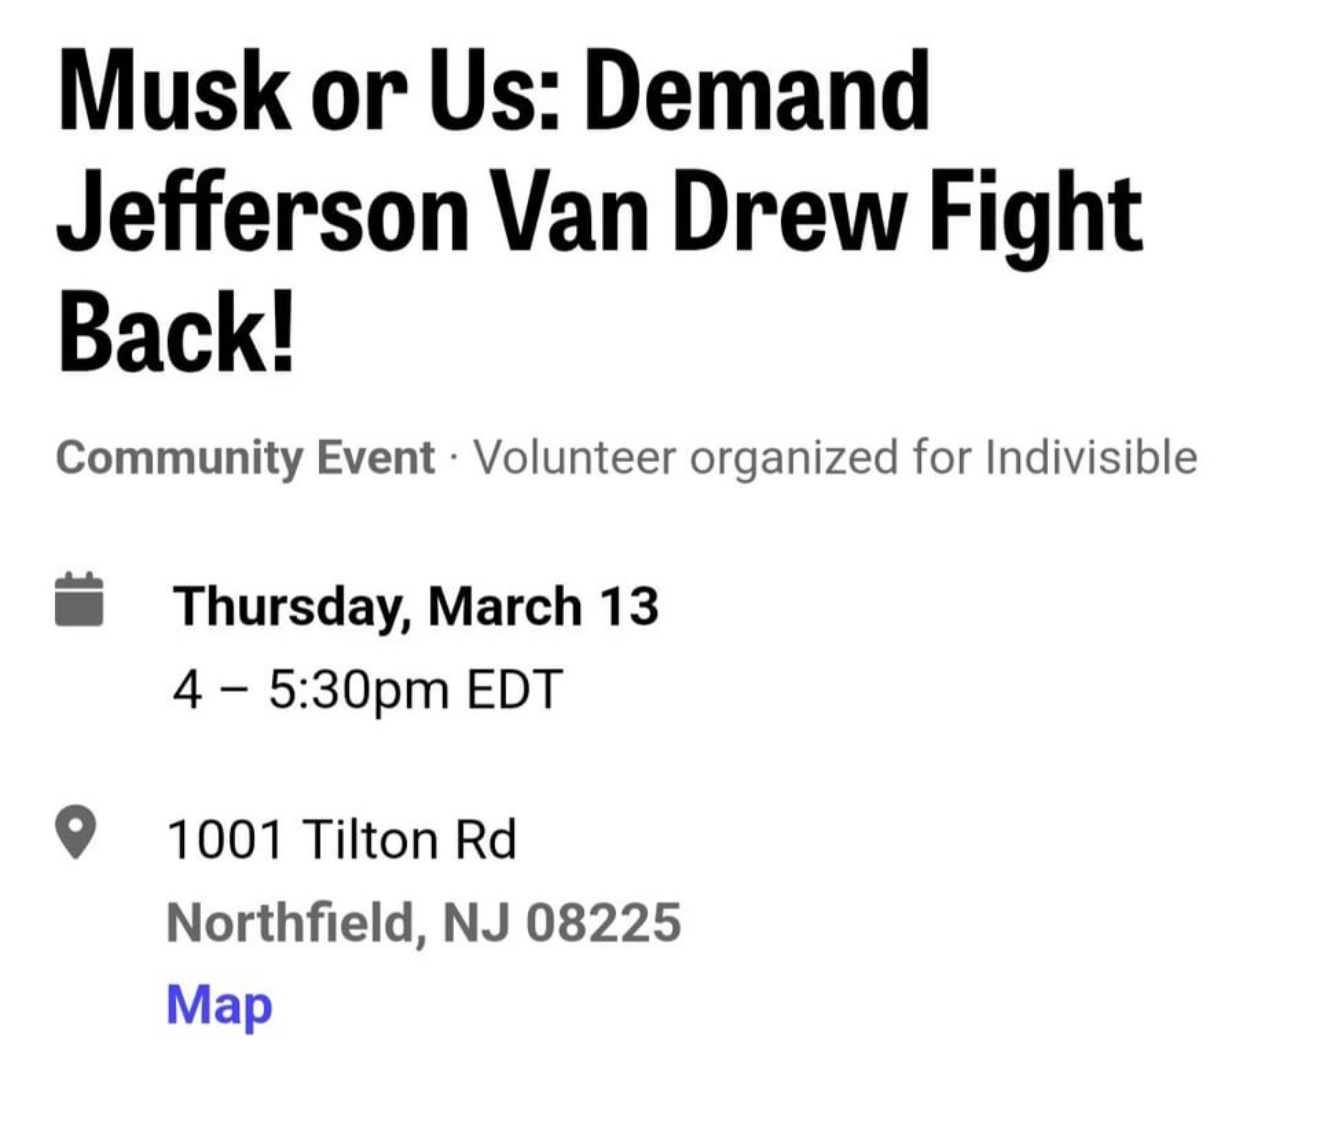 Musk or Us: Demand
Jefferson Van Drew Fight
Back!
Community Event · Volunteer organized for Indivisible
Thursday, March 13
4 – 5:30pm EDT
1001 Tilton Rd
Northfield, NJ 08225
Map